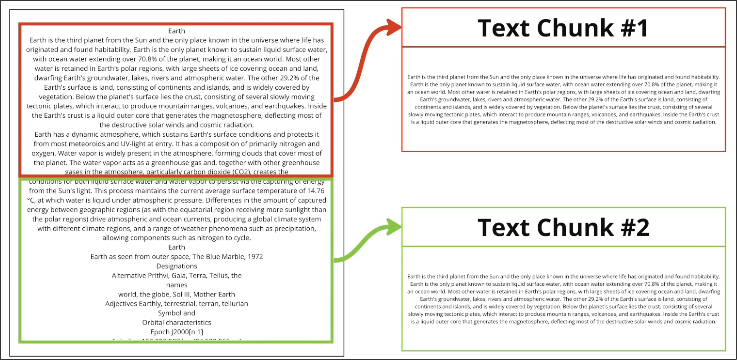 Earth
Earth is the third planet from the Sun and the only place known in the universe where life has
originated and found habitability. Earth is the only planet known to sustain liquid surface water,
with ocean water extending over 70.8% of the planet, making it an ocean world. Most other
water is retained in Earth's polar regions, with large sheets of ice covering ocean and land,
dwarfing Earth's groundwater, lakes, rivers and atmospheric water. The other 29.2% of the
Earth's surface is land, consisting of continents and islands, and is widely covered by
vegetation. Below the planet's surface lies the crust, consisting of several slowly moving
tectonic plates, which interact to produce mountain ranges, volcanoes, and earthquakes. Inside
the Earth's crust is a liquid outer core that generates the magnetosphere, deflecting most of
the destructive solar winds and cosmic radiation.
Earth has a dynamic atmosphere, which sustains Earth's surface conditions and protects it
from most meteoroids and UV-light at entry. It has a composition of primarily nitrogen and
oxygen. Water vapor is widely present in the atmosphere, forming clouds that cover most of
the planet. The water vapor acts as a greenhouse gas and, together with other greenhouse
gases in the atmosphere, particularly carbon dioxide (CO2), creates the
conditions for both liquid surface water and water vapor to persist via the capturing of energy
from the Sun's light. This process maintains the current average surface temperature of 14.76
°C, at which water is liquid under atmospheric pressure. Differences in the amount of captured
energy between geographic regions (as with the equatorial region receiving more sunlight than
the polar regions) drive atmospheric and ocean currents, producing a global climate system
with different climate regions, and a range of weather phenomena such as precipitation,
allowing components such as nitrogen to cycle.
Earth
Earth as seen from outer space, The Blue Marble, 1972
Designations
Alternative Prithvi, Gaia, Terra, Tellus, the
names
world, the globe, Sol III, Mother Earth
Adjectives Earthly, terrestrial, terran, tellurian
Symbol and
Orbital characteristics
Epoch J2000[n 1]
Text Chunk #1
Earth is the third planet from the Sun and the only place known in the universe where life has originated and found habitability.
Earth is the only planet known to sustain liquid surface water, with ocean water extending over 70.8% of the planet, making it
an ocean world. Most other water is retained in Earth's polar regions, with large sheets of ice covering ocean and land, dwarfing
Earth's groundwater, lakes, rivers and atmospheric water. The other 29.2% of the Earth's surface is land, consisting of
continents and islands, and is widely covered by vegetation. Below the planet's surface lies the crust, consisting of several
slowly moving tectonic plates, which interact to produce mountain ranges, volcanoes, and earthquakes. Inside the Earth's crust
is a liquid outer core that generates the magnetosphere, deflecting most of the destructive solar winds and cosmic radiation.
Text Chunk #2
Earth is the third planet from the Sun and the only place known in the universe where life has originated and found habitability.
Earth is the only planet known to sustain liquid surface water, with ocean water extending over 70.8% of the planet, making it
an ocean world. Most other water is retained in Earth's polar regions, with large sheets of ice covering ocean and land, dwarfing
Earth's groundwater, lakes, rivers and atmospheric water. The other 29.2% of the Earth's surface is land, consisting of
continents and islands, and is widely covered by vegetation. Below the planet's surface lies the crust, consisting of several
slowly moving tectonic plates, which interact to produce mountain ranges, volcanoes, and earthquakes. Inside the Earth's crust
is a liquid outer core that generates the magnetosphere, deflecting most of the destructive solar winds and cosmic radiation.